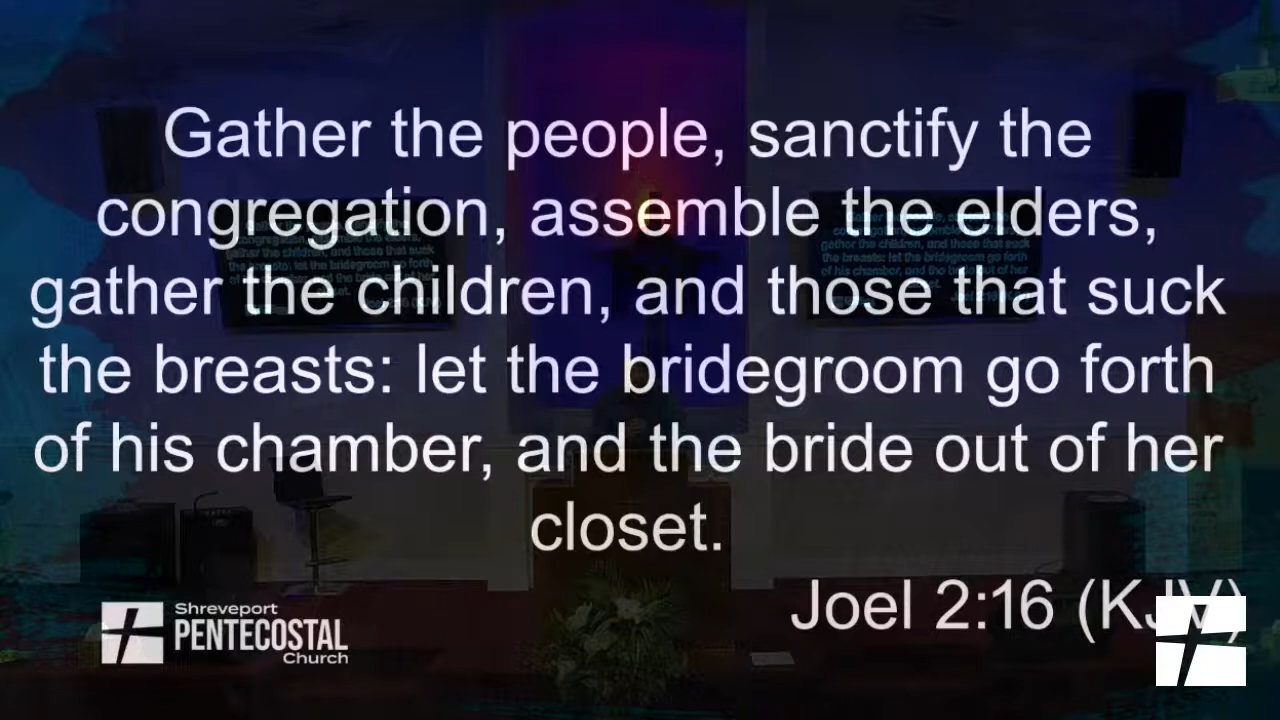 Gather the people, sanctify the
congregation, assemble the elders,
gather the children, and those that suck
the breasts: let the bridegroom go forth
of his chamber, and the bride out of her
closet.
Joel 2:16 (KJV)
Shreveport
PENTECOSTAL
Church